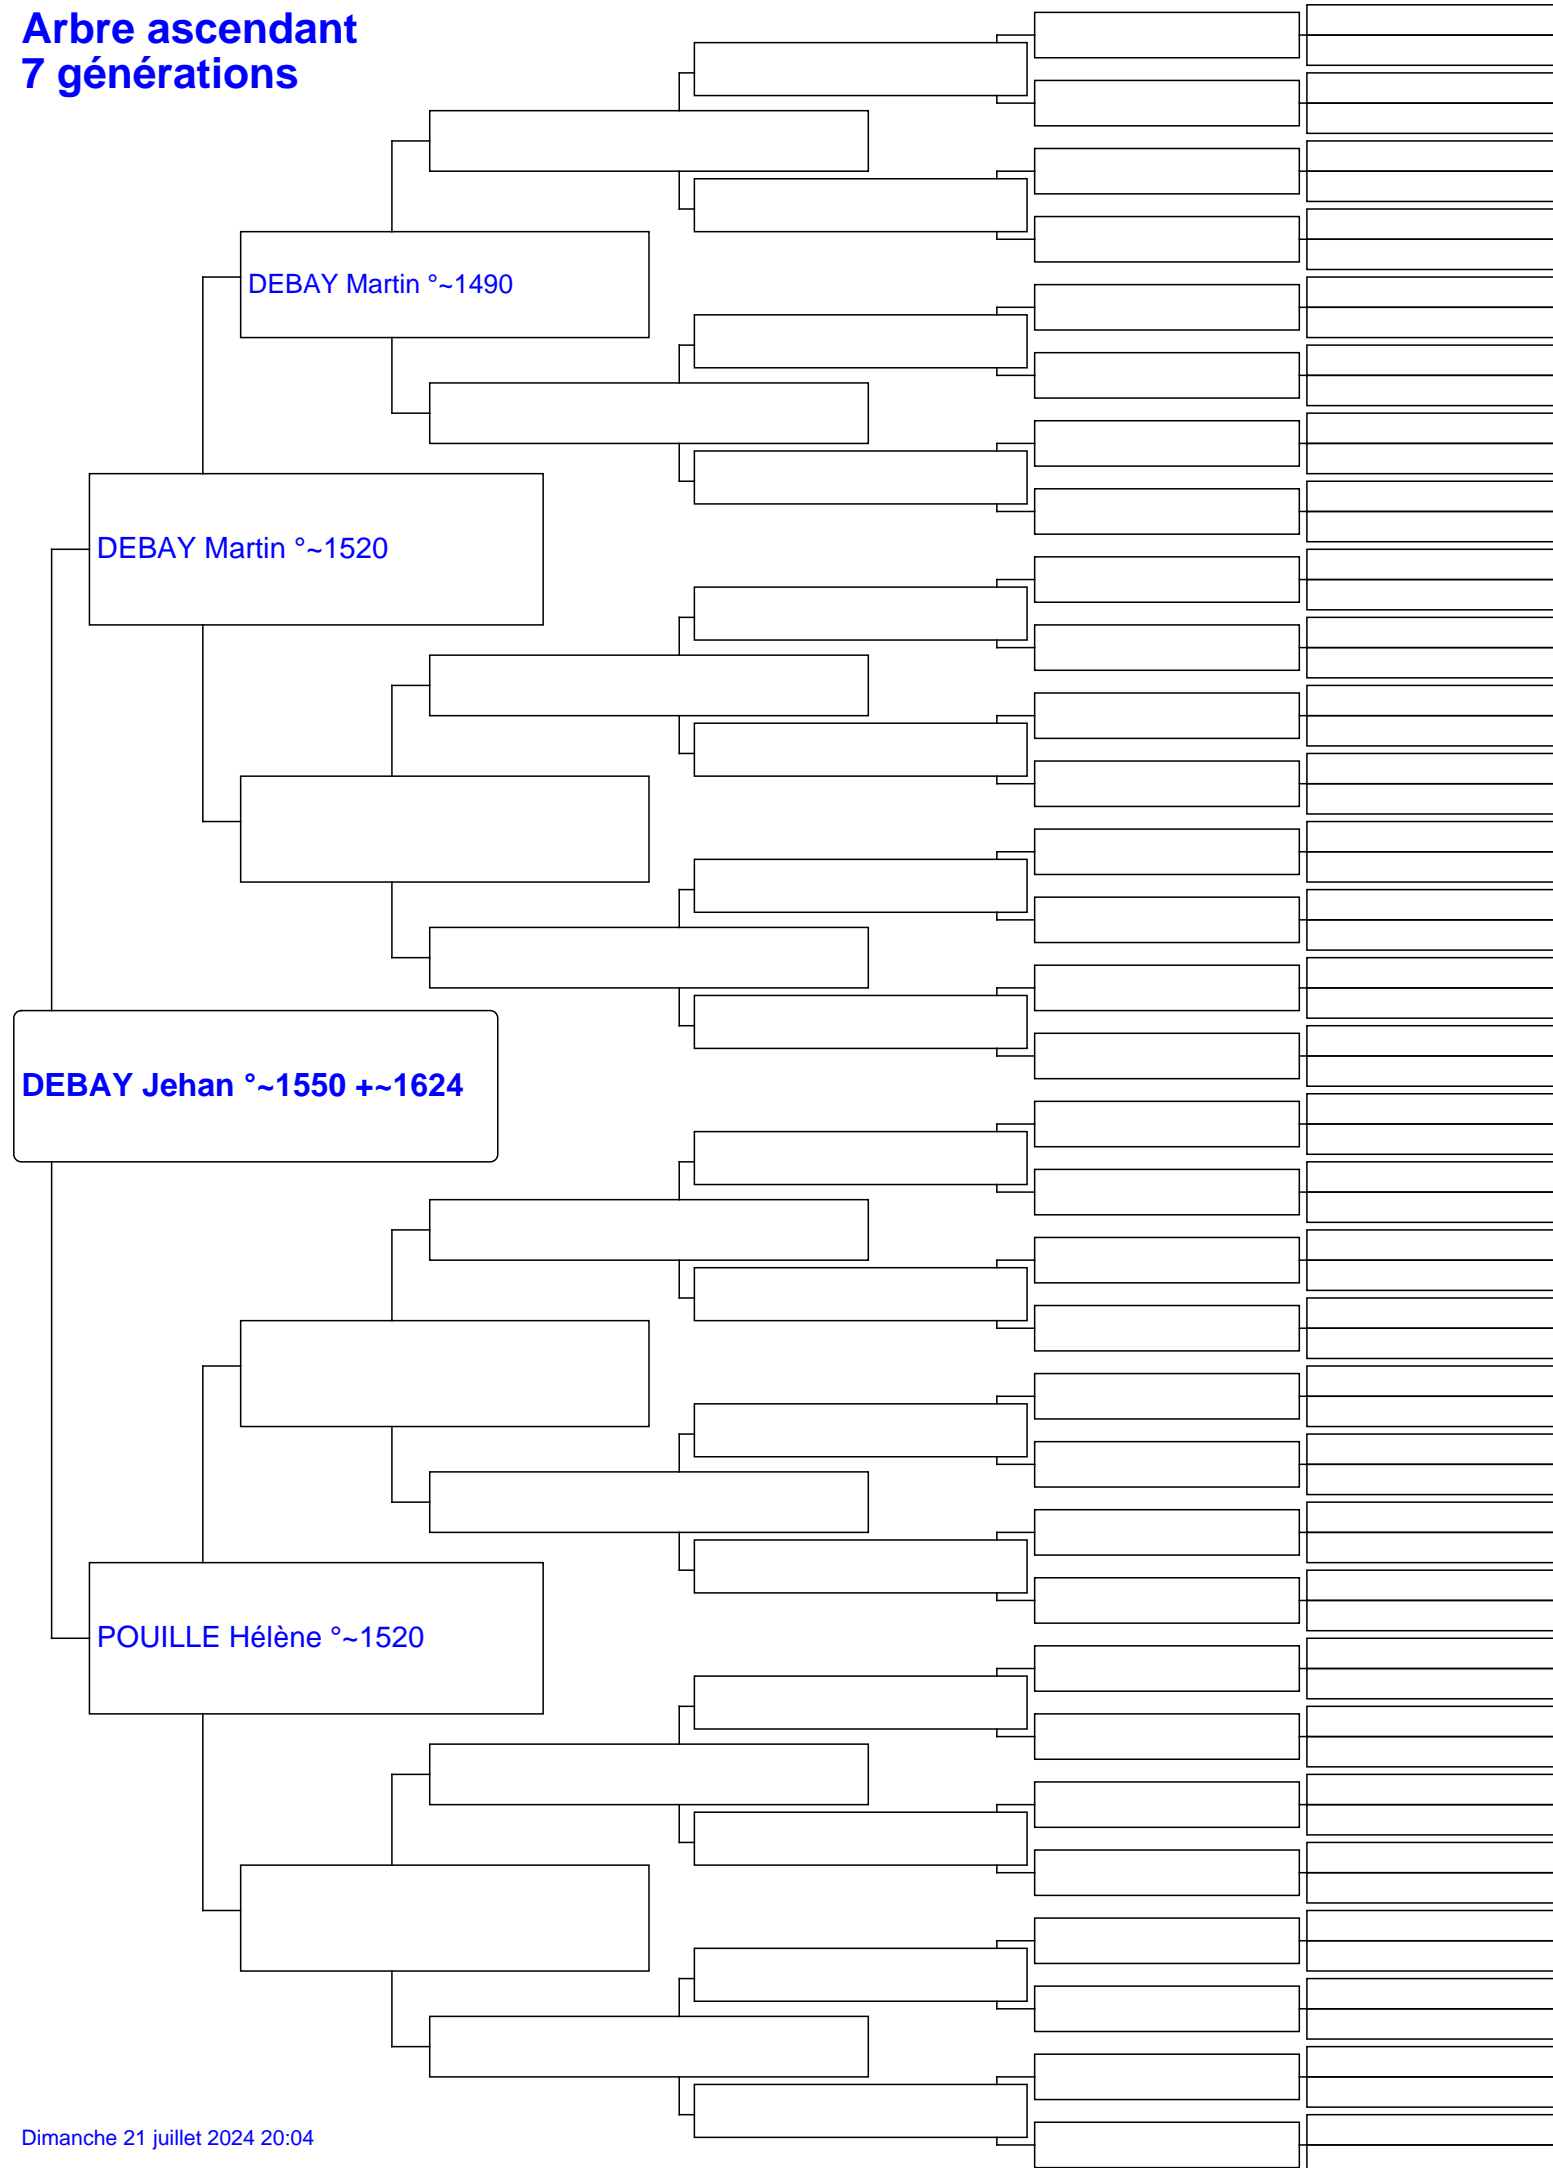 Arbre ascendant
7 générations
DEBAY Martin °~1490
DEBAY Martin °~1520
DEBAY Jehan °~1550 +~1624
POUILLE Hélène °~1520
Dimanche 21 juillet 2024 20:04